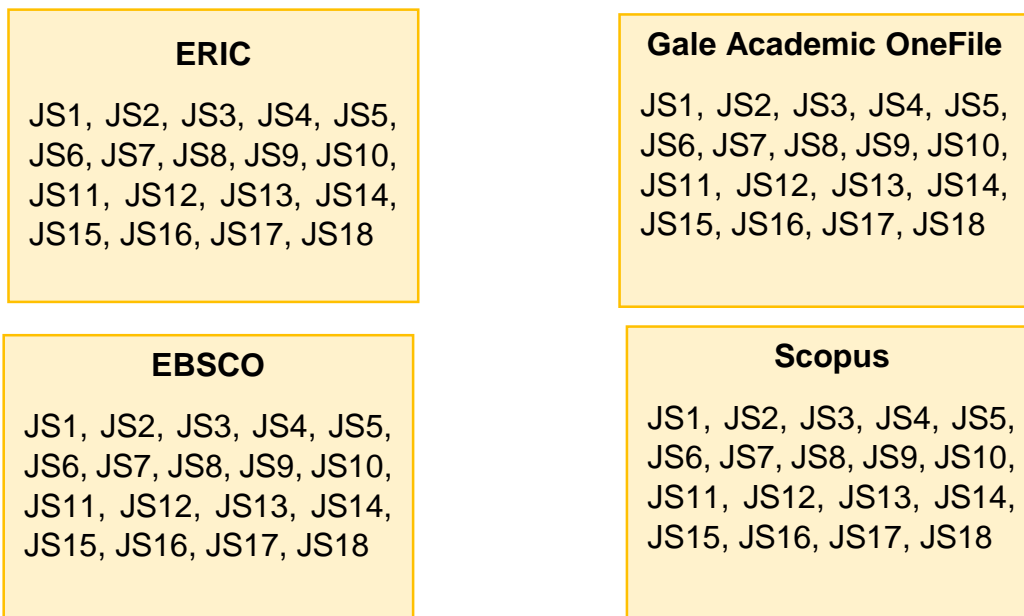 ERIC
JS1, JS2, JS3, JS4, JS5,
JS6, JS7, JS8, JS9, JS10,
JS11, JS12, JS13, JS14,
JS15, JS16, JS17, JS18
Gale Academic OneFile
JS1, JS2, JS3, JS4, JS5,
JS6, JS7, JS8, JS9, JS10,
JS11, JS12, JS13, JS14,
JS15, JS16, JS17, JS18
EBSCO
JS1, JS2, JS3, JS4, JS5,
JS6, JS7, JS8, JS9, JS10,
JS11, JS12, JS13, JS14,
JS15, JS16, JS17, JS18
Scopus
JS1, JS2, JS3, JS4, JS5,
JS6, JS7, JS8, JS9, JS10,
JS11, JS12, JS13, JS14,
JS15, JS16, JS17, JS18